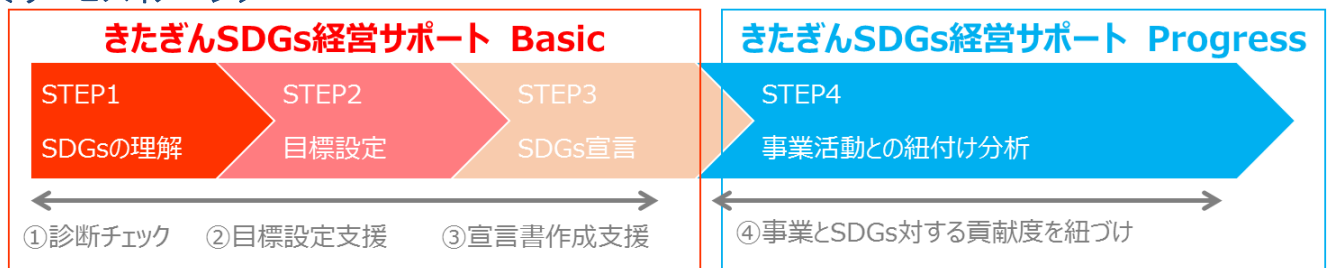 きたぎんSDGs経営サポート Basic
きたぎんSDGs経営サポート Progress
STEP1
SDGsの理解
STEP2
目標設定
STEP3
SDGs宣言
STEP4
事業活動との紐付け分析
①診断チェック
②目標設定支援
③宣言書作成支援
④事業とSDGs対する貢献度を紐づけ